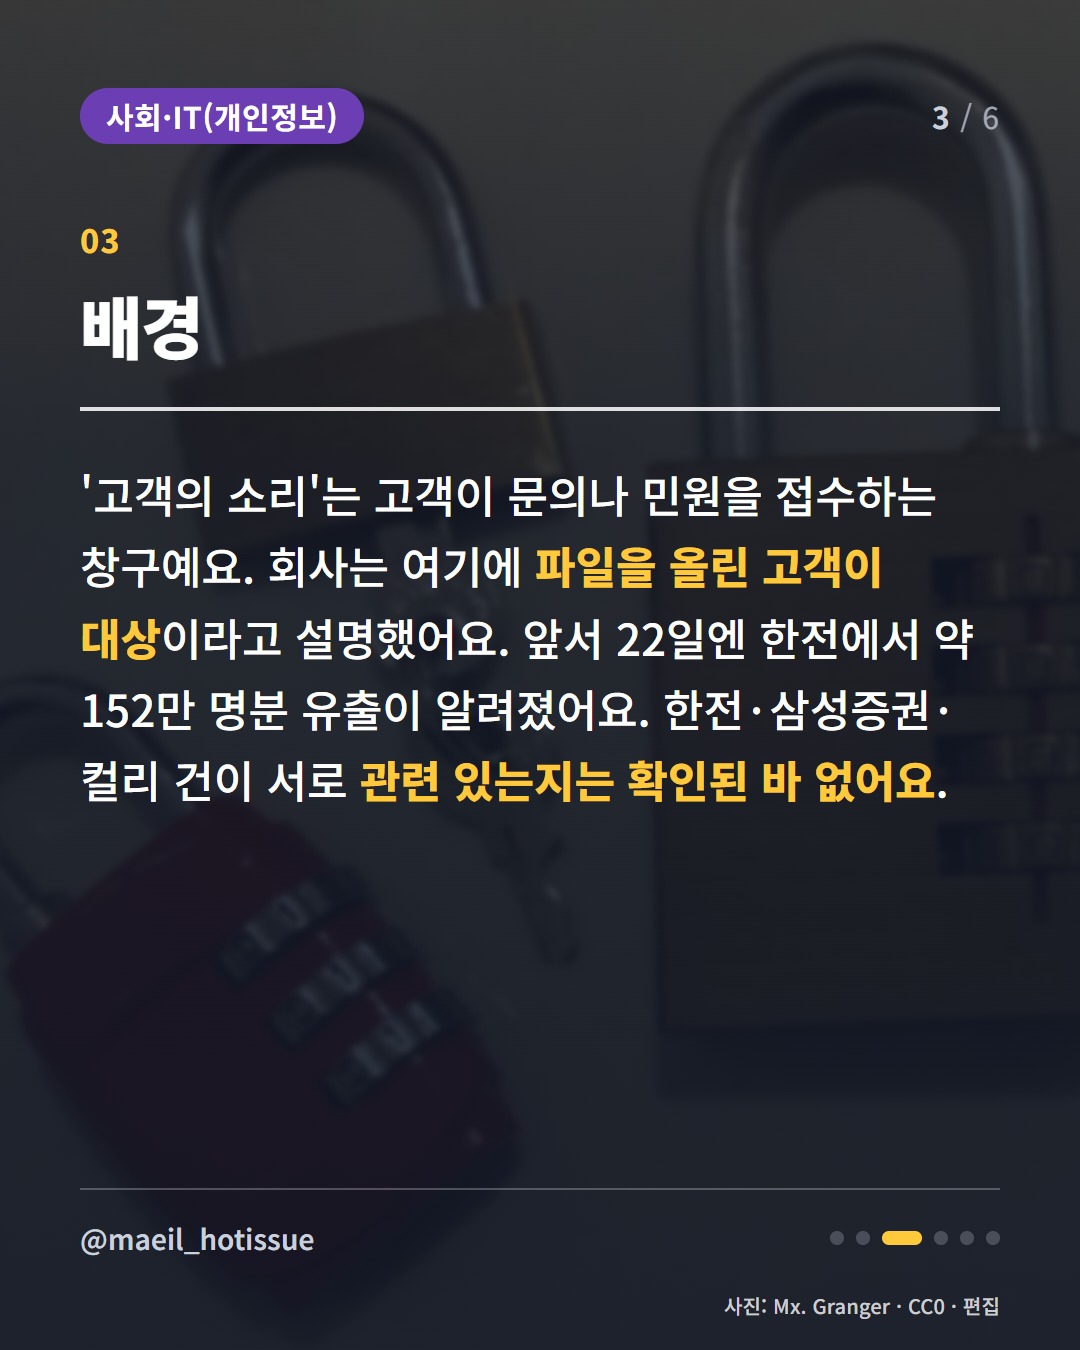 사회·IT(개인정보)
3 / 6
03
배경
'고객의 소리'는 고객이 문의나 민원을 접수하는
창구예요. 회사는 여기에 파일을 올린 고객이
대상이라고 설명했어요. 앞서 22일엔 한전에서 약
152만 명분 유출이 알려졌어요. 한전·삼성증권·
컬리 건이 서로 관련 있는지는 확인된 바 없어요.
@maeil_hotissue
사진: Mx. Granger · CC0 · 편집